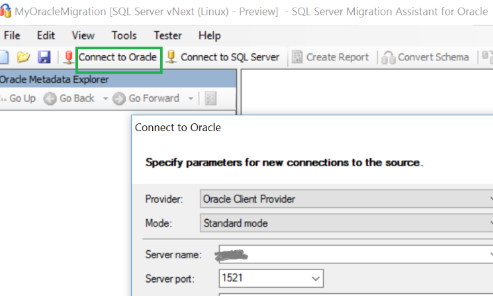 MyOracleMigration [SQL Server vNext (Linux) - Preview] - SQL Server Migration Assistant for Oracle
File Edit View Tools Tester Help
Connect to Oracle Connect to SQL Server Create Report Convert Schema
Oracle Metadata Explorer
Go Up Go Back Go Forward
Connect to Oracle
Specify parameters for new connections to the source.
Provider: Oracle Client Provider
Mode: Standard mode
Server name:
Server port: 1521